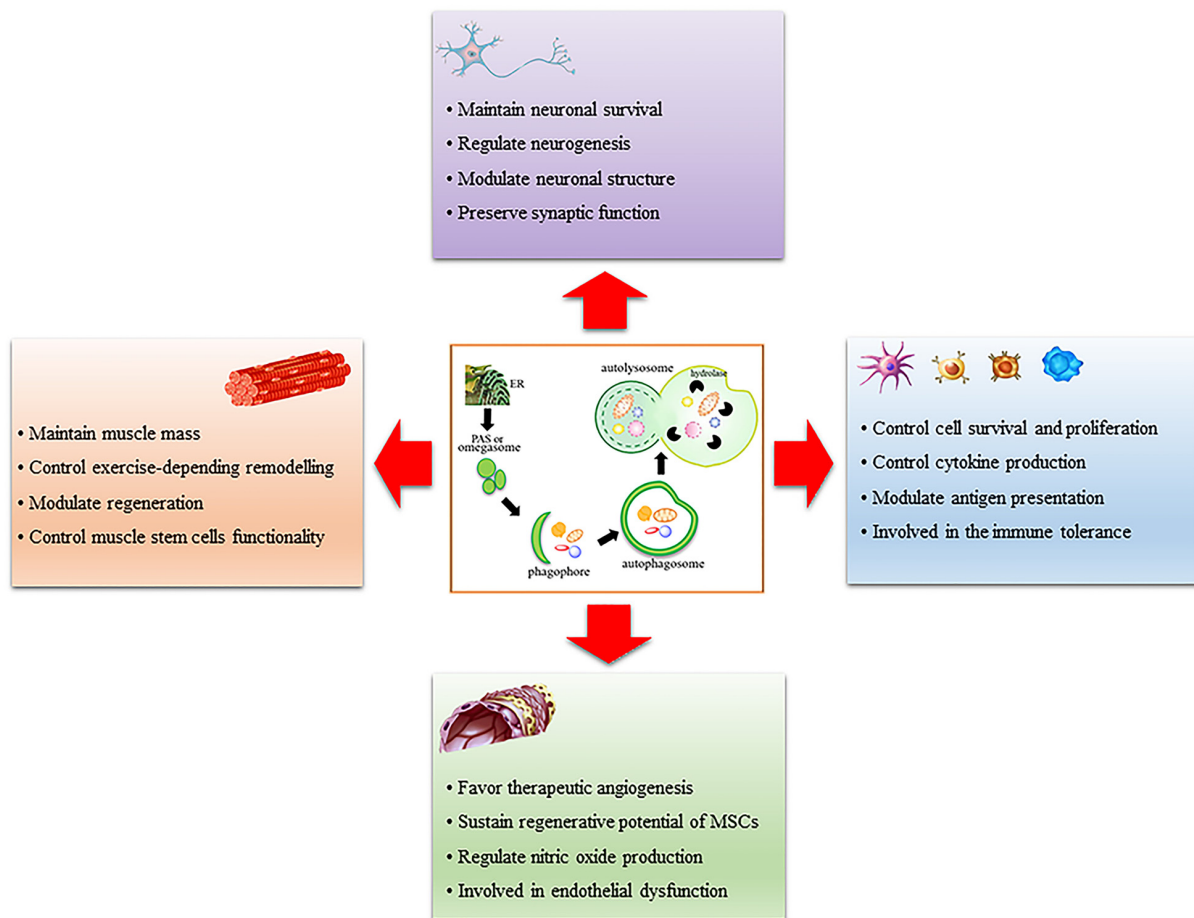 • Maintain neuronal survival
• Regulate neurogenesis
• Modulate neuronal structure
• Preserve synaptic function
• Maintain muscle mass
• Control exercise-depending remodelling
• Modulate regeneration
• Control muscle stem cells functionality
ER
PAS or
omegasome
phagophore
autophagosome
autolysosome
hydrolase
• Control cell survival and proliferation
• Control cytokine production
• Modulate antigen presentation
• Involved in the immune tolerance
• Favor therapeutic angiogenesis
• Sustain regenerative potential of MSCs
• Regulate nitric oxide production
• Involved in endothelial dysfunction